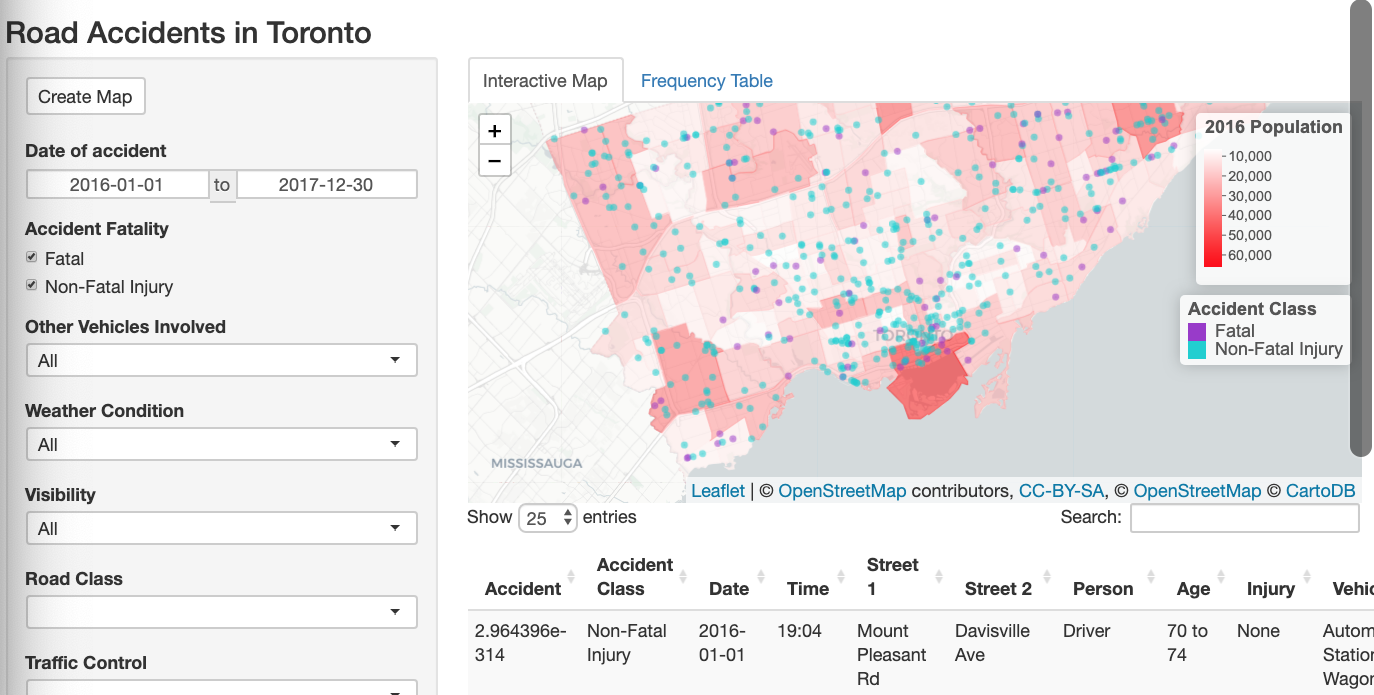 Road Accidents in Toronto
Create Map
Date of accident
2016-01-01 to 2017-12-30
Accident Fatality
Fatal
Non-Fatal Injury
Other Vehicles Involved
All
Weather Condition
All
Visibility
All
Road Class
Traffic Control
Interactive Map
Frequency Table
+
−
2016 Population
10,000
20,000
30,000
40,000
50,000
60,000
Accident Class
Fatal
Non-Fatal Injury
TORONTO
MISSISSAUGA
Leaflet | © OpenStreetMap contributors, CC-BY-SA, © OpenStreetMap © CartoDB
Show 25 entries
Search:
Accident Street
Accident Class Date Time 1 Street 2 Person Age Injury Vehic
2.964396e- Non-Fatal 2016- 19:04 Mount Davisville Driver 70 to None Autom
314 Injury 01-01 Pleasant Ave 74 Station
Rd Wagon